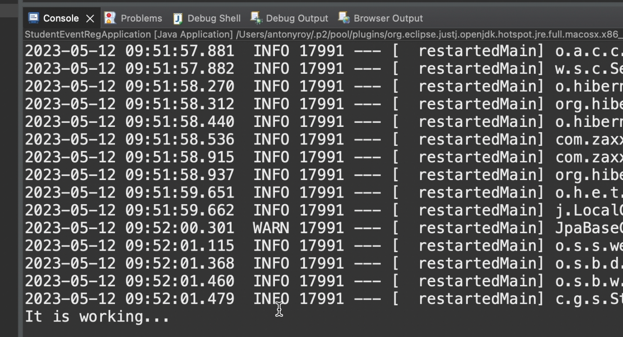 Console Problems Debug Shell Debug Output Browser Output
StudentEventRegApplication [Java Application] /Users/antonyroy/.p2/pool/plugins/org.eclipse.justj.openjdk.hotspot.jre.full.macosx.x86_
2023-05-12 09:51:57.881  INFO 17991 --- [  restartedMain] o.a.c.c
2023-05-12 09:51:57.882  INFO 17991 --- [  restartedMain] w.s.c.Se
2023-05-12 09:51:58.270  INFO 17991 --- [  restartedMain] o.hibern
2023-05-12 09:51:58.312  INFO 17991 --- [  restartedMain] org.hibe
2023-05-12 09:51:58.440  INFO 17991 --- [  restartedMain] o.hibern
2023-05-12 09:51:58.536  INFO 17991 --- [  restartedMain] com.zaxx
2023-05-12 09:51:58.915  INFO 17991 --- [  restartedMain] com.zaxx
2023-05-12 09:51:58.937  INFO 17991 --- [  restartedMain] org.hibe
2023-05-12 09:51:59.651  INFO 17991 --- [  restartedMain] o.h.e.t.
2023-05-12 09:51:59.662  INFO 17991 --- [  restartedMain] j.LocalC
2023-05-12 09:52:00.301  WARN 17991 --- [  restartedMain] JpaBaseC
2023-05-12 09:52:01.115  INFO 17991 --- [  restartedMain] o.s.s.we
2023-05-12 09:52:01.368  INFO 17991 --- [  restartedMain] o.s.b.d.
2023-05-12 09:52:01.460  INFO 17991 --- [  restartedMain] o.s.b.w.
2023-05-12 09:52:01.479  INFO 17991 --- [  restartedMain] c.g.s.St
It is working...